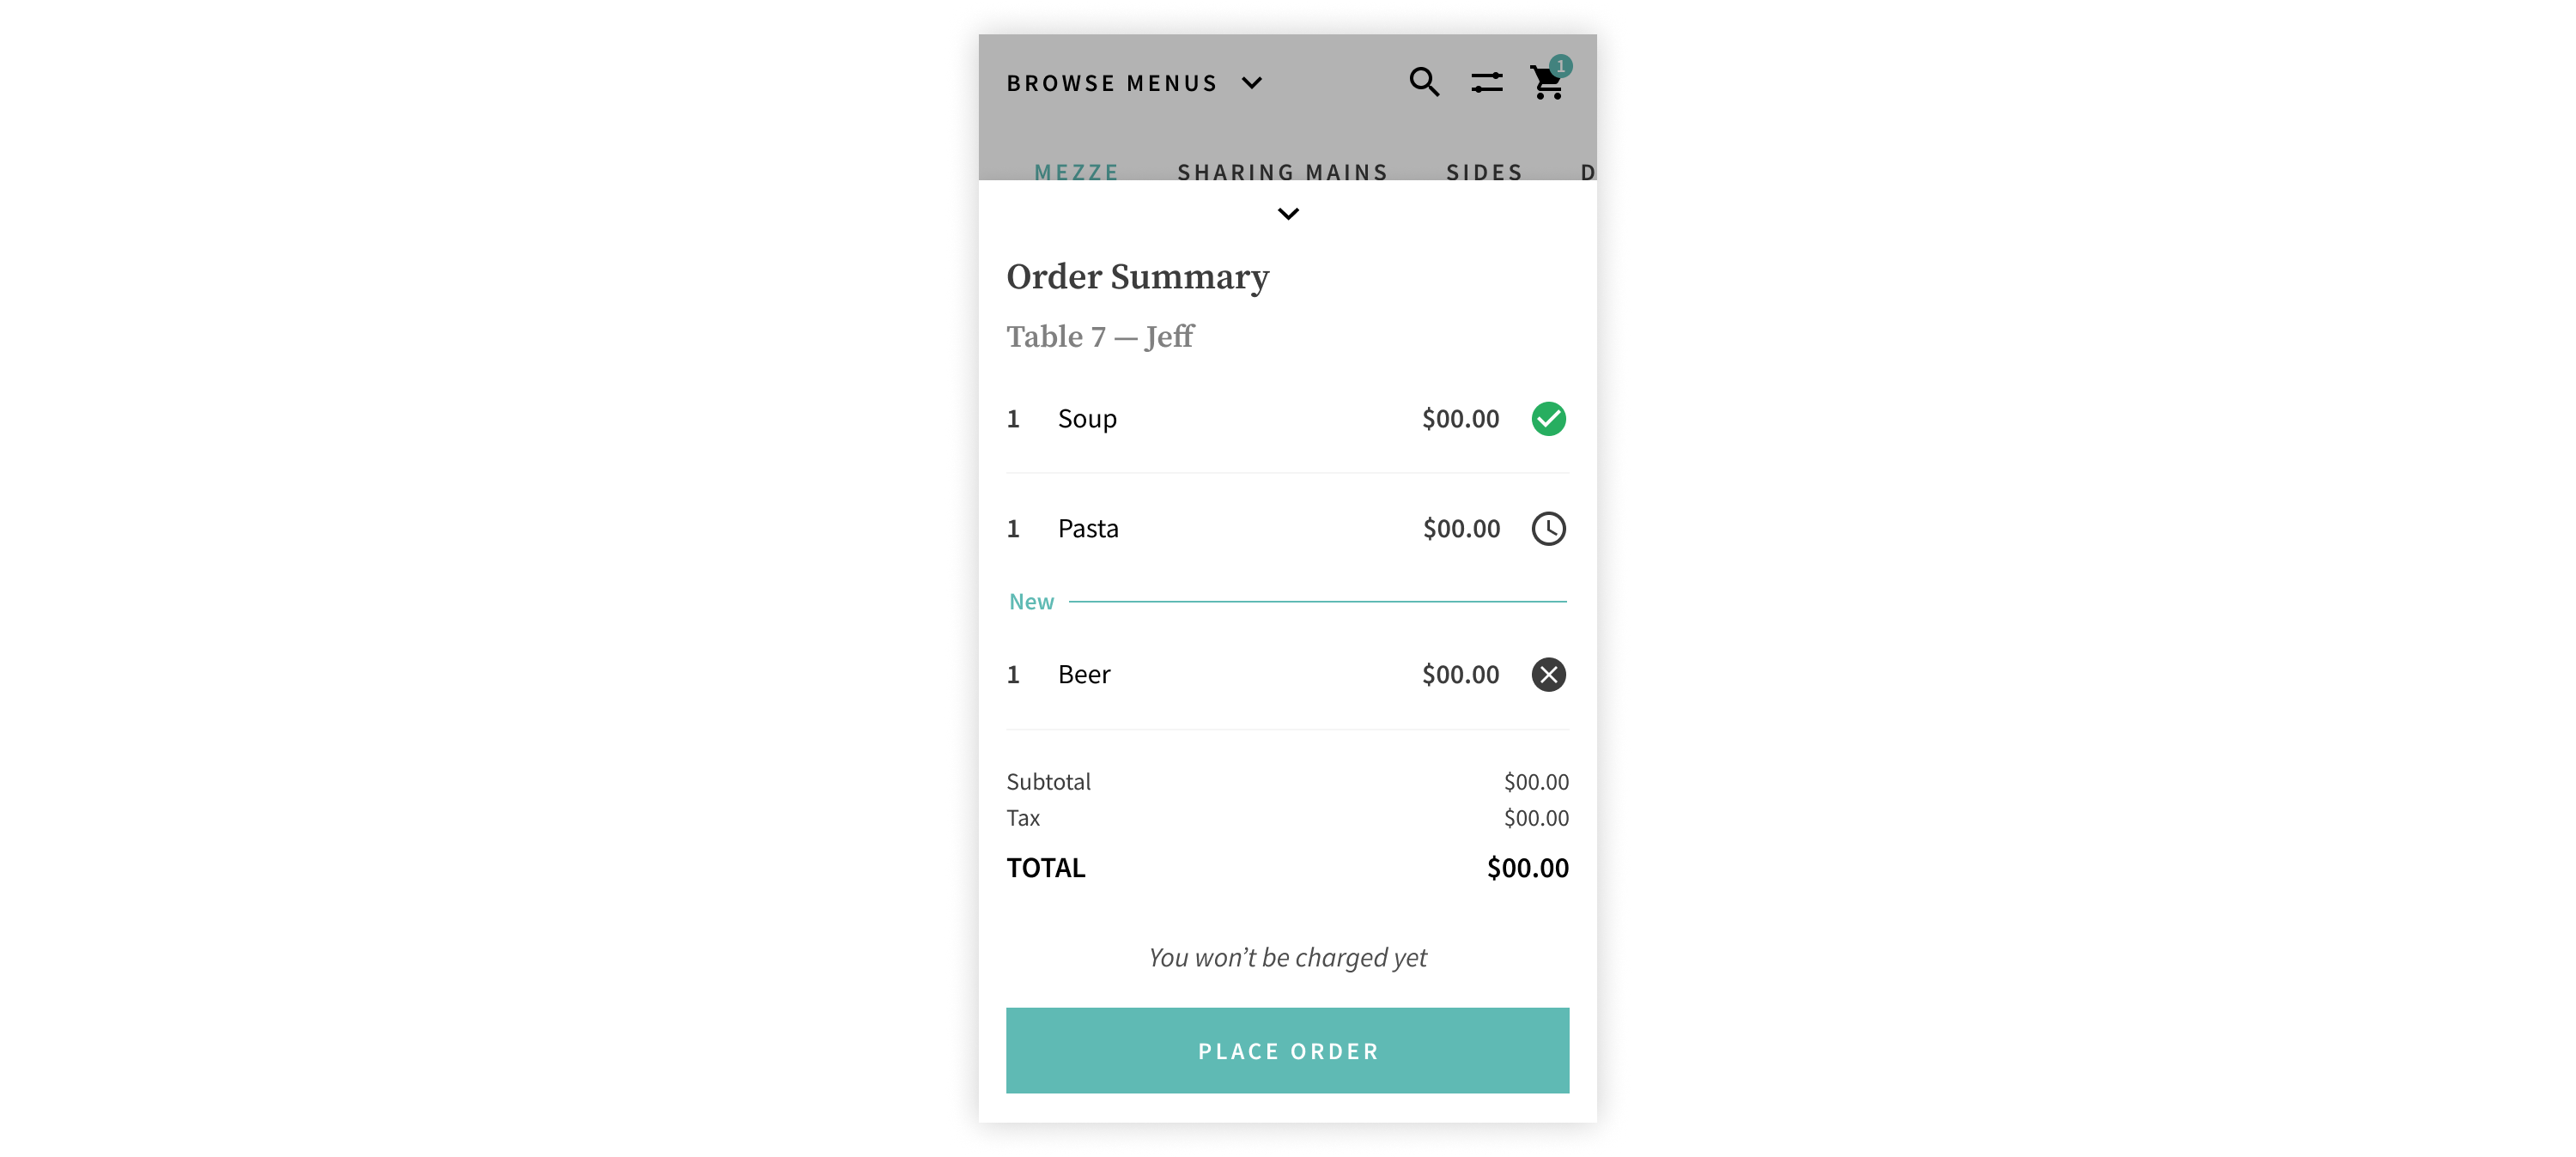 BROWSE MENUS 1
MEZZE SHARING MAINS SIDES D
Order Summary
Table 7 — Jeff
1 Soup $00.00
1 Pasta $00.00
New
1 Beer $00.00
Subtotal $00.00
Tax $00.00
TOTAL $00.00
You won’t be charged yet
PLACE ORDER